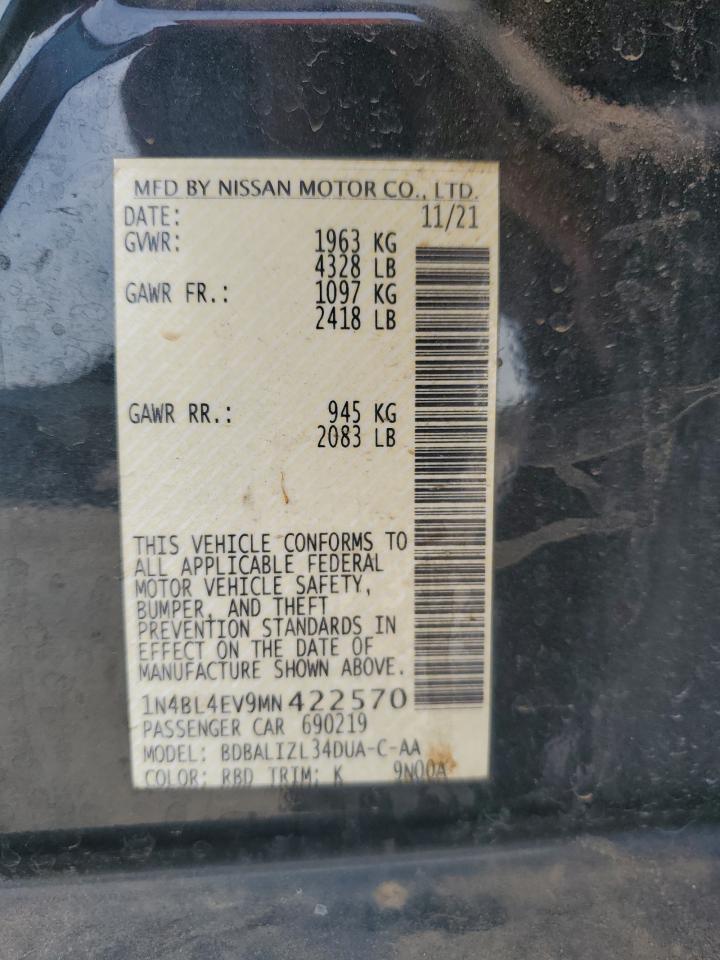 MFD BY NISSAN MOTOR CO., LTD.
DATE: 11/21
GVWR: 1963 KG
4328 LB
GAWR FR.: 1097 KG
2418 LB
GAWR RR.: 945 KG
2083 LB
THIS VEHICLE CONFORMS TO
ALL APPLICABLE FEDERAL
MOTOR VEHICLE SAFETY,
BUMPER, AND THEFT
PREVENTION STANDARDS IN
EFFECT ON THE DATE OF
MANUFACTURE SHOWN ABOVE.
1N4BL4EV9MN422570
PASSENGER CAR 690219
MODEL: BDBALIZL34DUA-C-AA
COLOR: RBD TRIM: K 9N00A